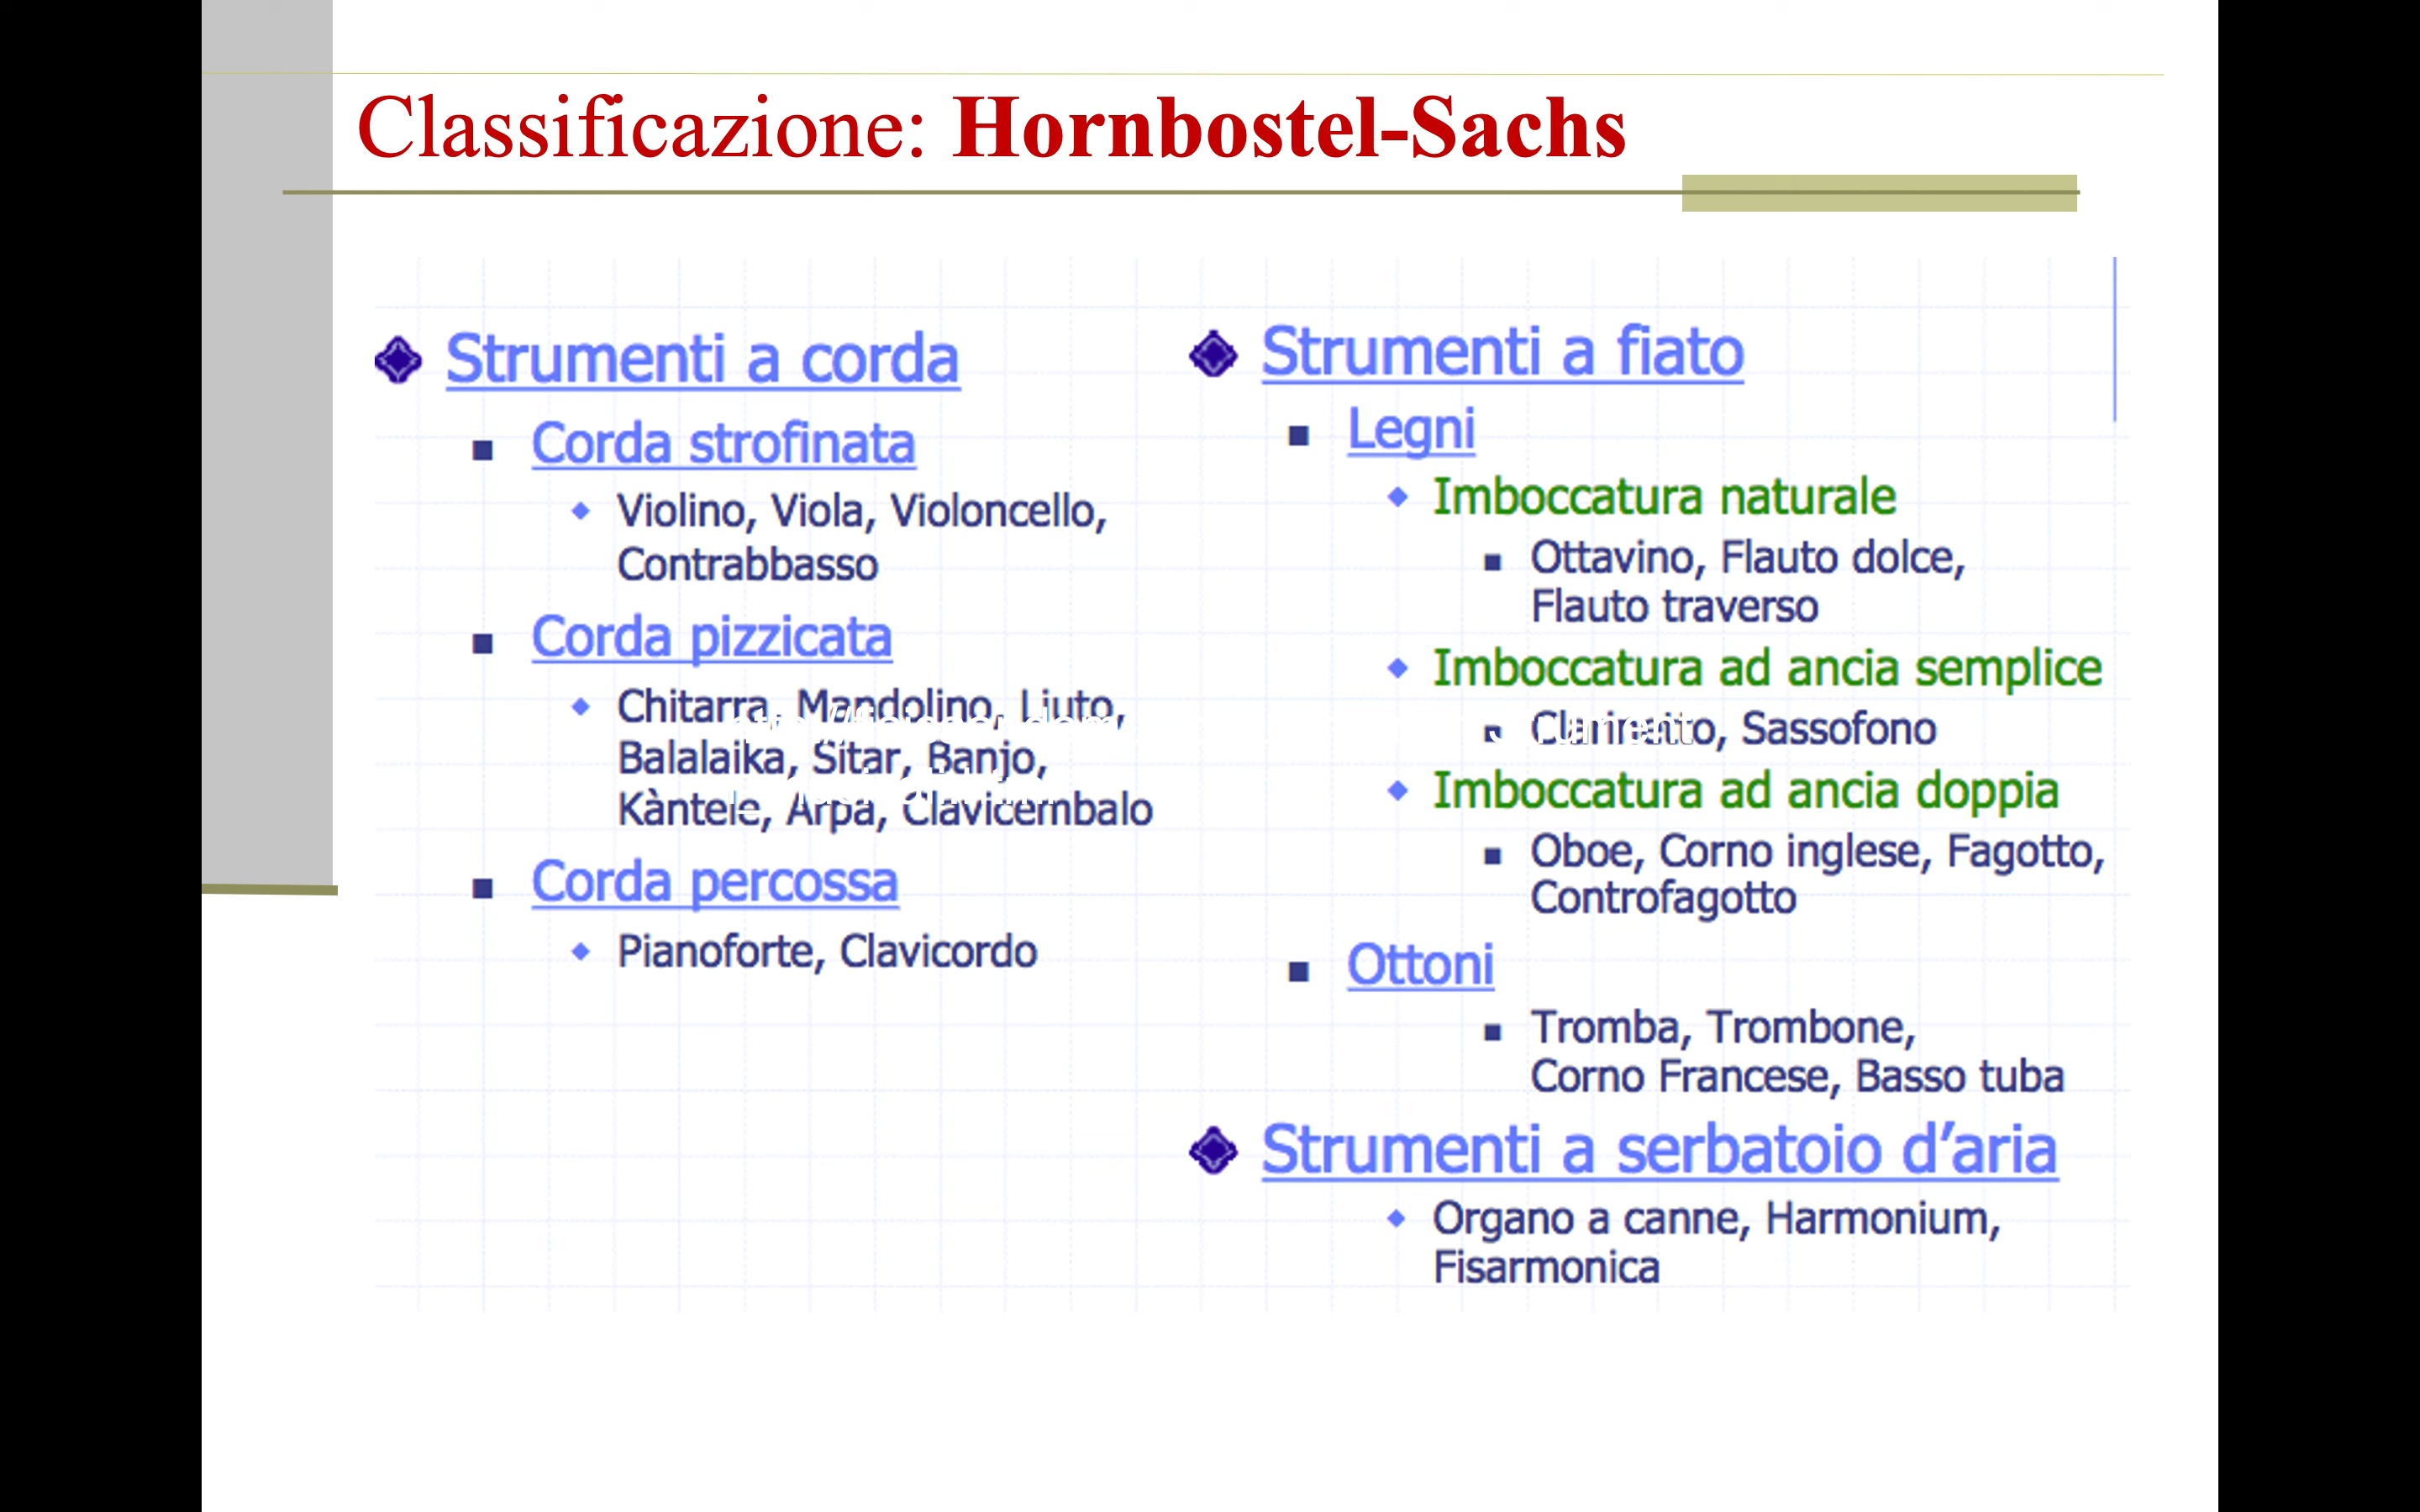 Classificazione: Hornbostel-Sachs
Strumenti a corda
Corda strofinata
Violino, Viola, Violoncello,
Contrabbasso
Corda pizzicata
Chitarra, Mandolino, Liuto,
Balalaika, Sitar, Banjo,
Kàntele, Arpa, Clavicembalo
Corda percossa
Pianoforte, Clavicordo
Strumenti a fiato
Legni
Imboccatura naturale
Ottavino, Flauto dolce,
Flauto traverso
Imboccatura ad ancia semplice
Clarinetto, Sassofono
Imboccatura ad ancia doppia
Oboe, Corno inglese, Fagotto,
Controfagotto
Ottoni
Tromba, Trombone,
Corno Francese, Basso tuba
Strumenti a serbatoio d'aria
Organo a canne, Harmonium,
Fisarmonica